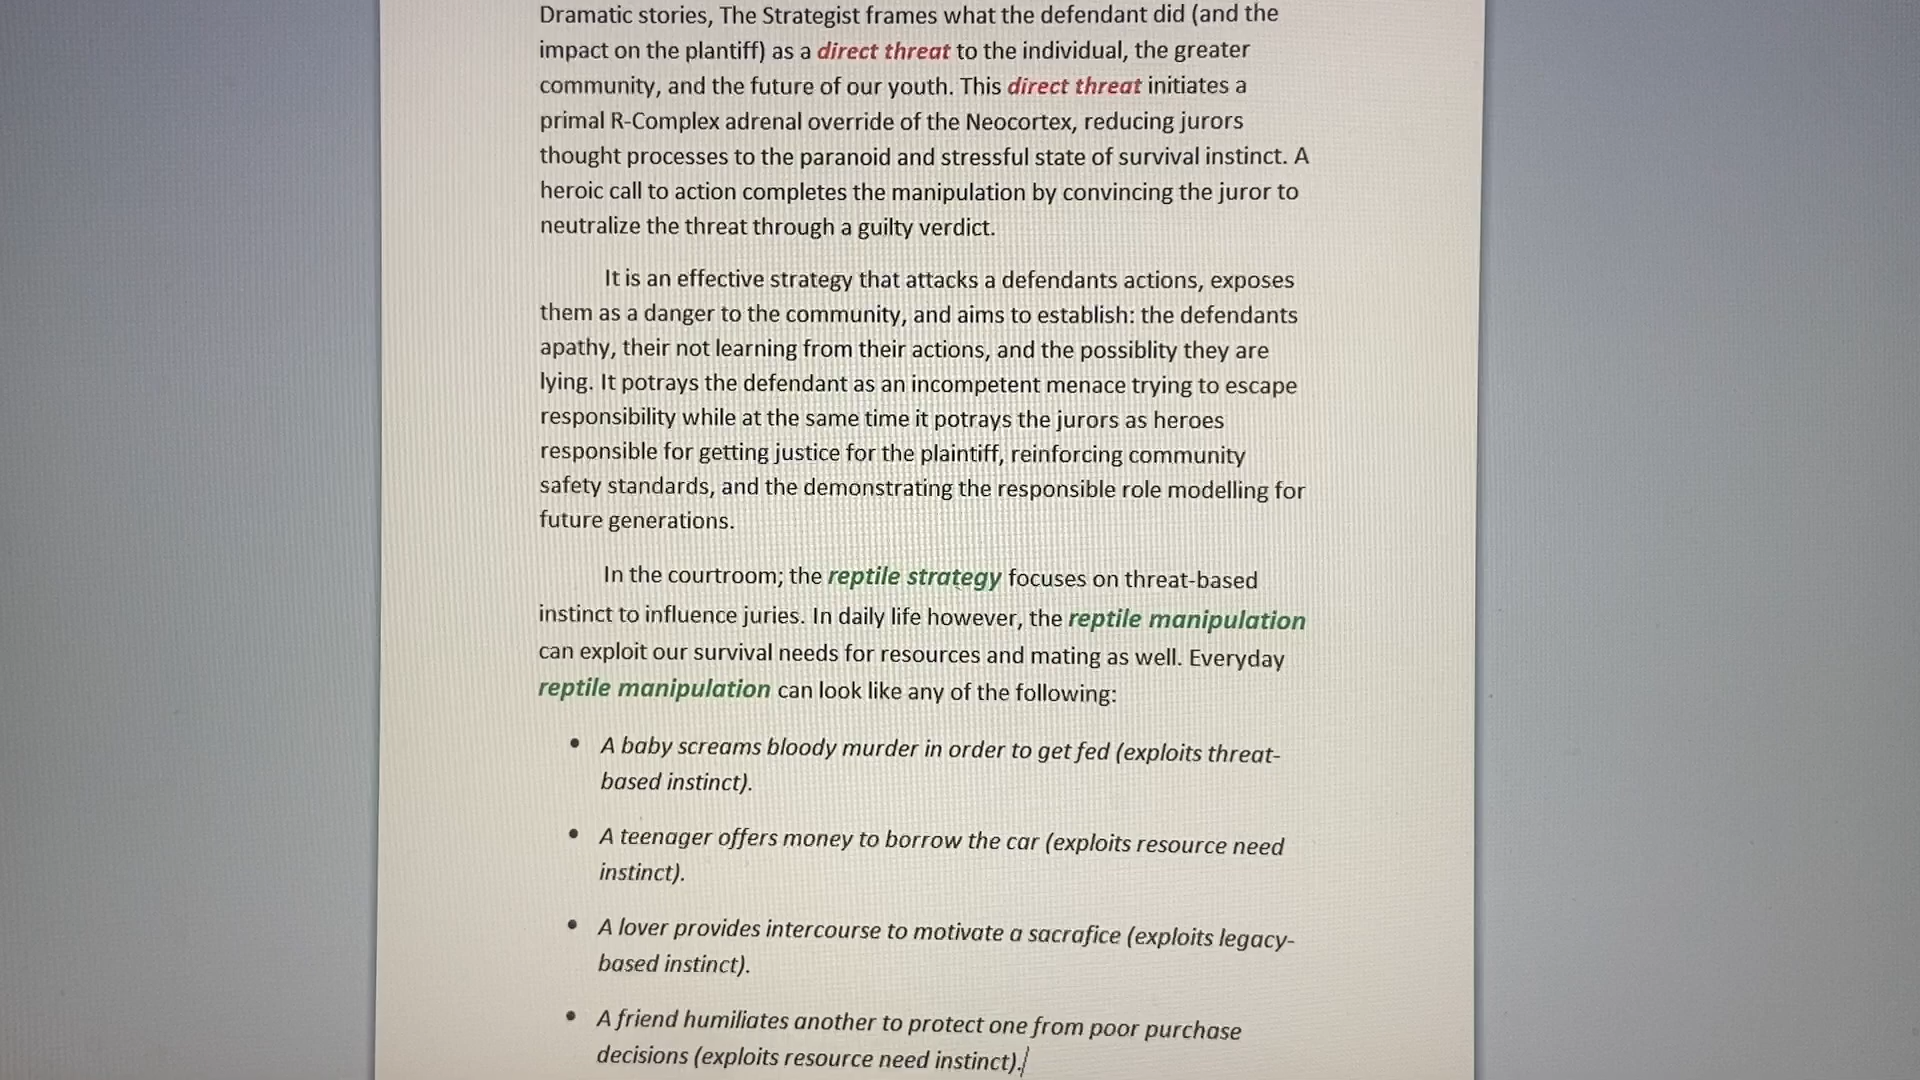 Dramatic stories, The Strategist frames what the defendant did (and the
impact on the plantiff) as a direct threat to the individual, the greater
community, and the future of our youth. This direct threat initiates a
primal R-Complex adrenal override of the Neocortex, reducing jurors
thought processes to the paranoid and stressful state of survival instinct. A
heroic call to action completes the manipulation by convincing the juror to
neutralize the threat through a guilty verdict.
It is an effective strategy that attacks a defendants actions, exposes
them as a danger to the community, and aims to establish: the defendants
apathy, their not learning from their actions, and the possiblity they are
lying. It potrays the defendant as an incompetent menace trying to escape
responsibility while at the same time it potrays the jurors as heroes
responsible for getting justice for the plaintiff, reinforcing community
safety standards, and the demonstrating the responsible role modelling for
future generations.
In the courtroom; the reptile strategy focuses on threat-based
instinct to influence juries. In daily life however, the reptile manipulation
can exploit our survival needs for resources and mating as well. Everyday
reptile manipulation can look like any of the following:
• A baby screams bloody murder in order to get fed (exploits threat-
based instinct).
• A teenager offers money to borrow the car (exploits resource need
instinct).
• A lover provides intercourse to motivate a sacrafice (exploits legacy-
based instinct).
• A friend humiliates another to protect one from poor purchase
decisions (exploits resource need instinct).